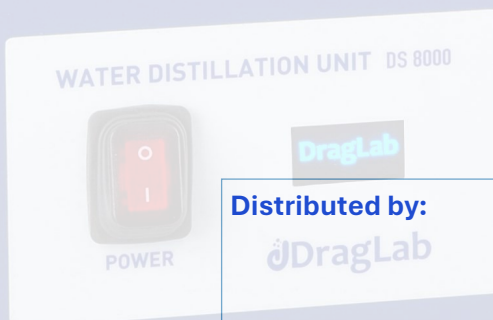 WATER DISTILLATION UNIT DS 8000
DragLab
Distributed by:
POWER
DragLab